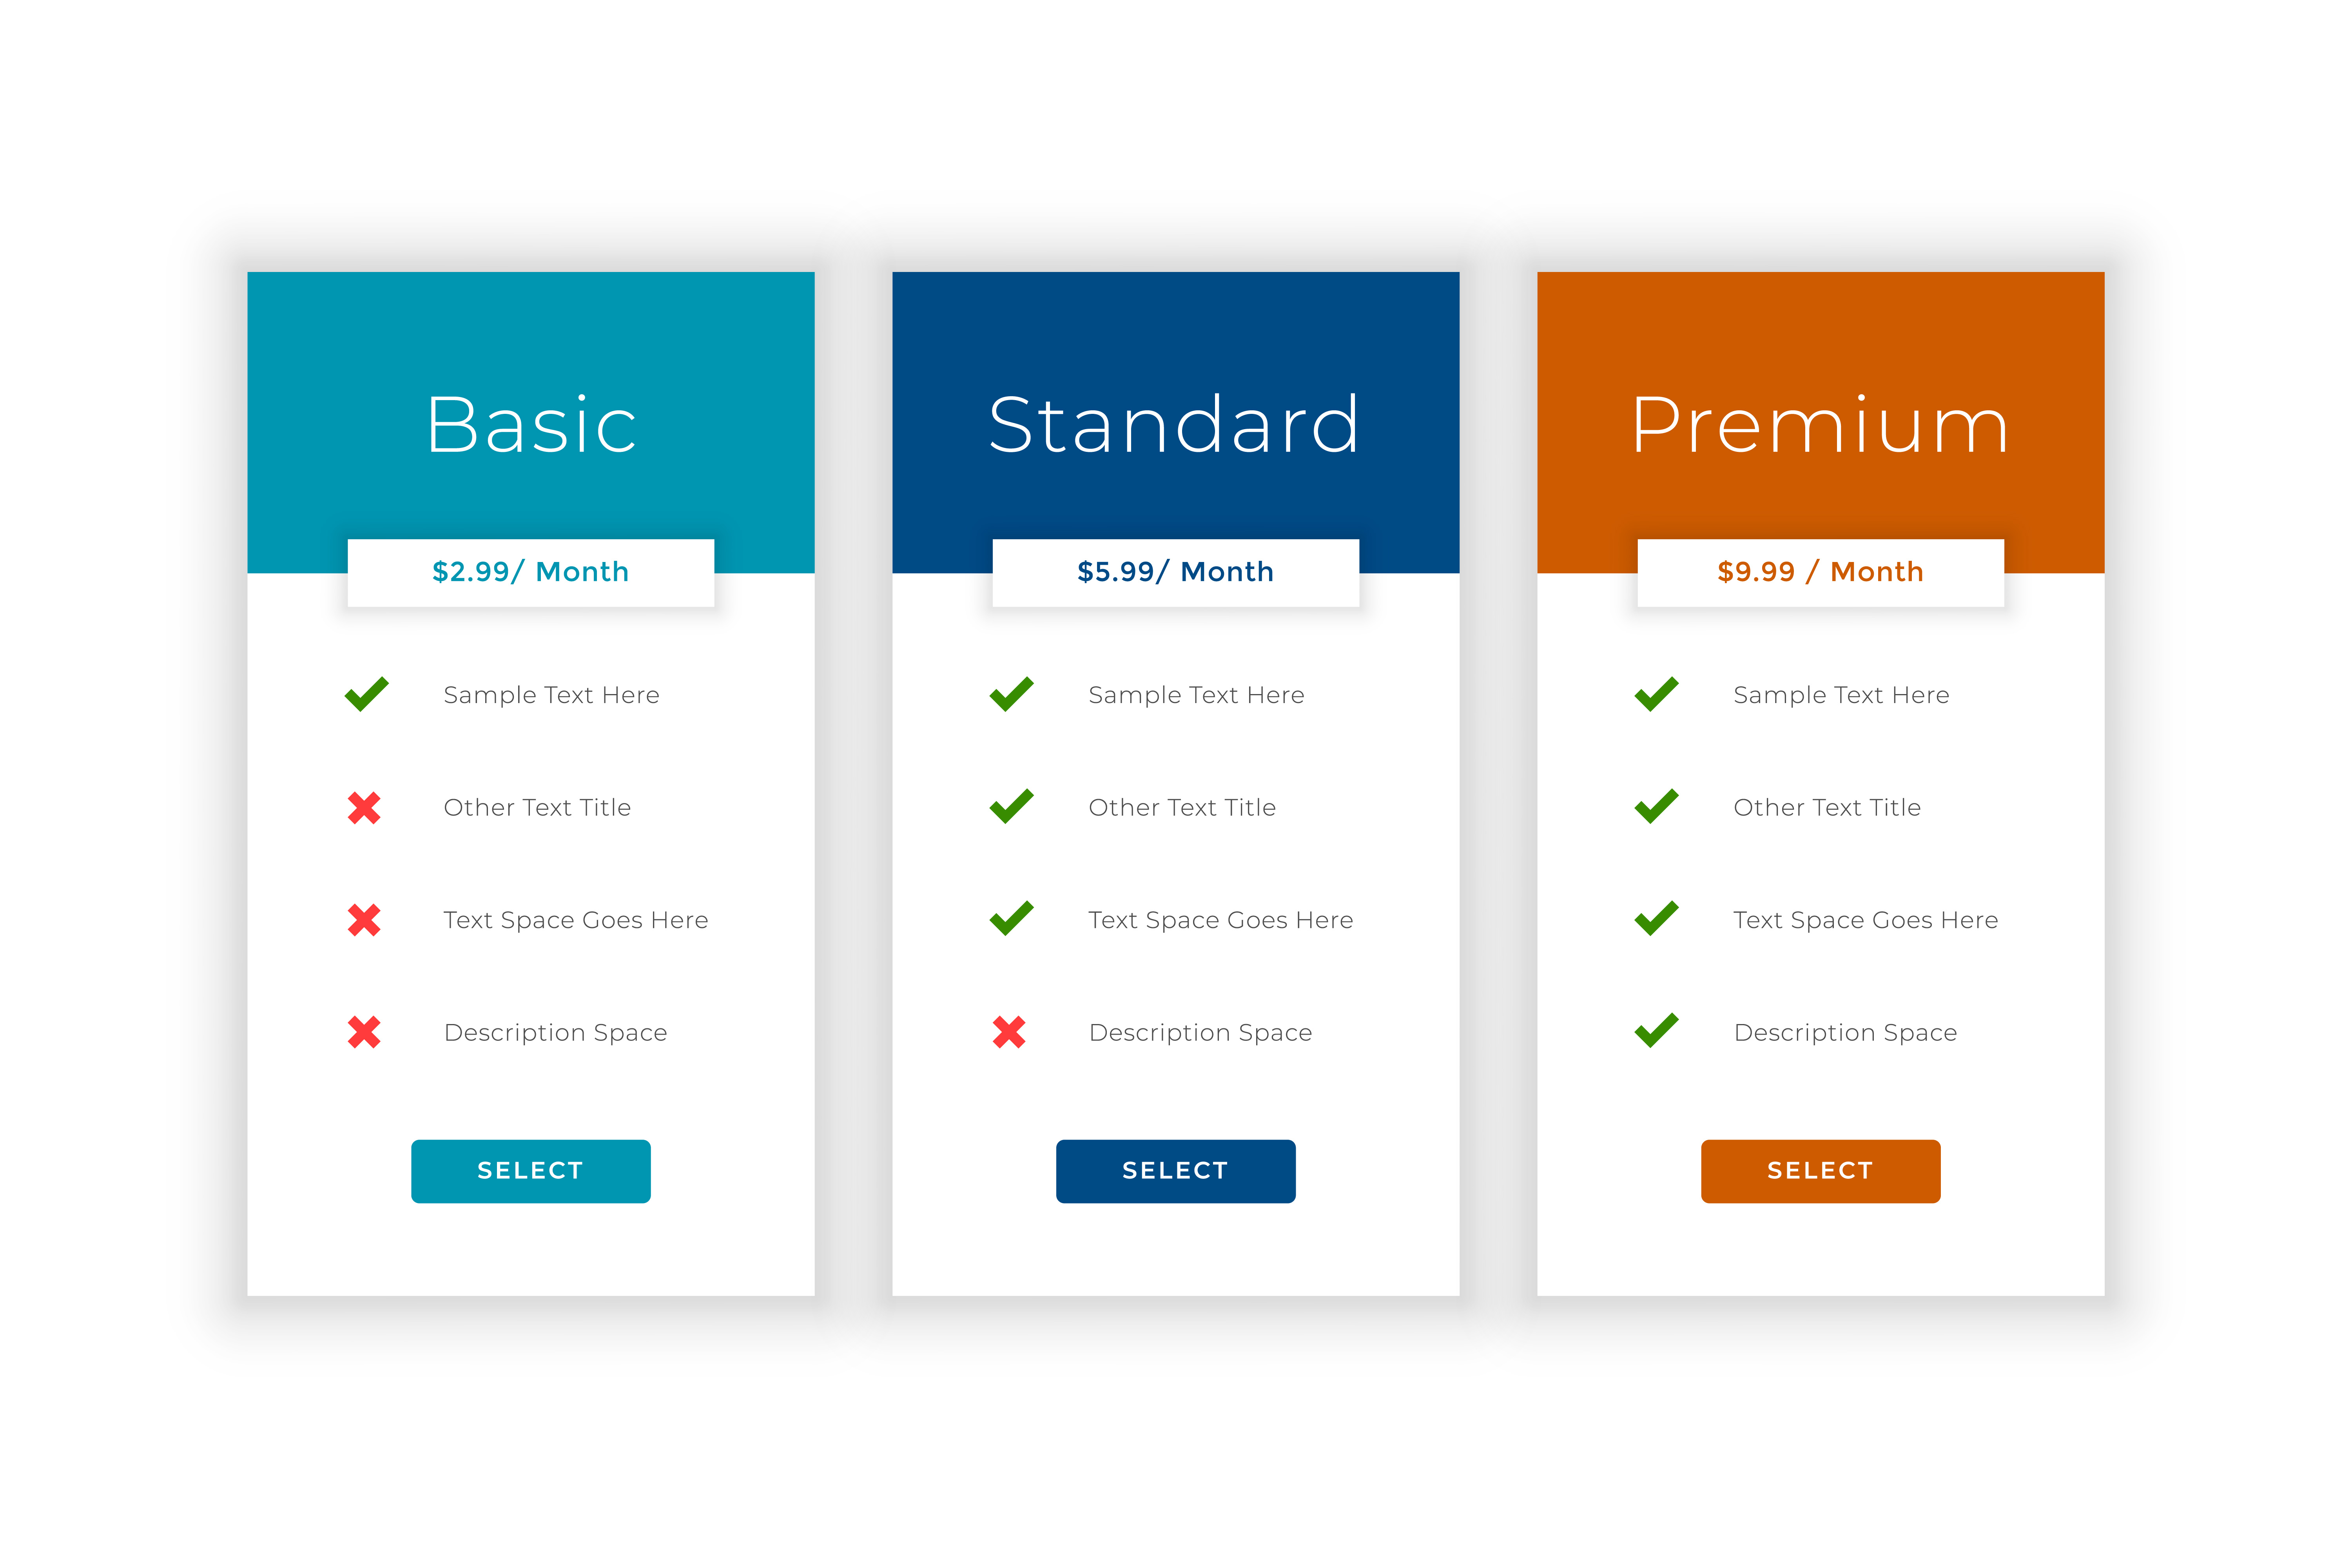 Basic
$2.99/ Month
Sample Text Here
Other Text Title
Text Space Goes Here
Description Space
SELECT
Standard
$5.99/ Month
Sample Text Here
Other Text Title
Text Space Goes Here
Description Space
SELECT
Premium
$9.99 / Month
Sample Text Here
Other Text Title
Text Space Goes Here
Description Space
SELECT